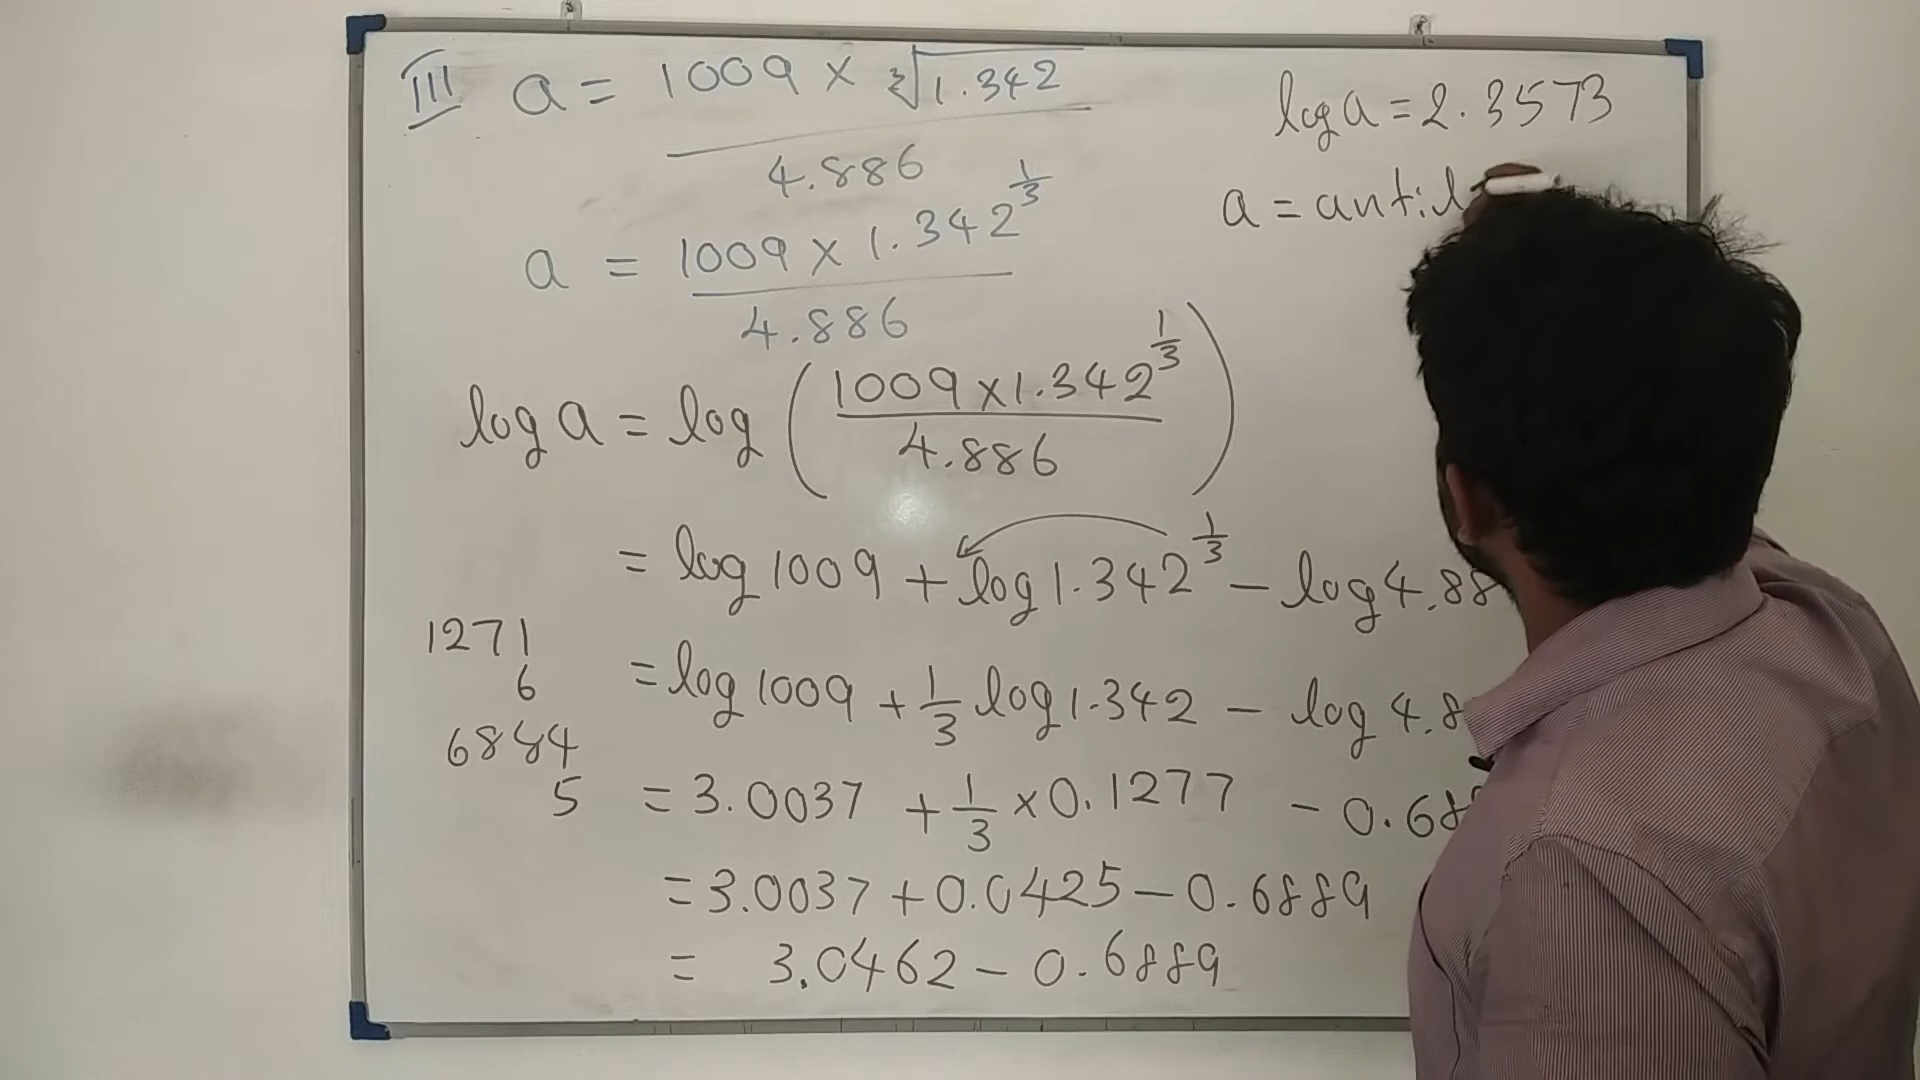 III a = 1009 × ∛1.342
4.886
a = 1009 × 1.342^1/3
4.886
log a = log (1009 × 1.342^1/3
4.886)
= log 1009 + log 1.342^1/3 − log 4.88
= log 1009 + 1/3 log 1.342 − log 4.8
= 3.0037 + 1/3 × 0.1277 − 0.68
= 3.0037 + 0.0425 − 0.6889
= 3.0462 − 0.6889
1271
6
6884
5
log a = 2.3573
a = antil